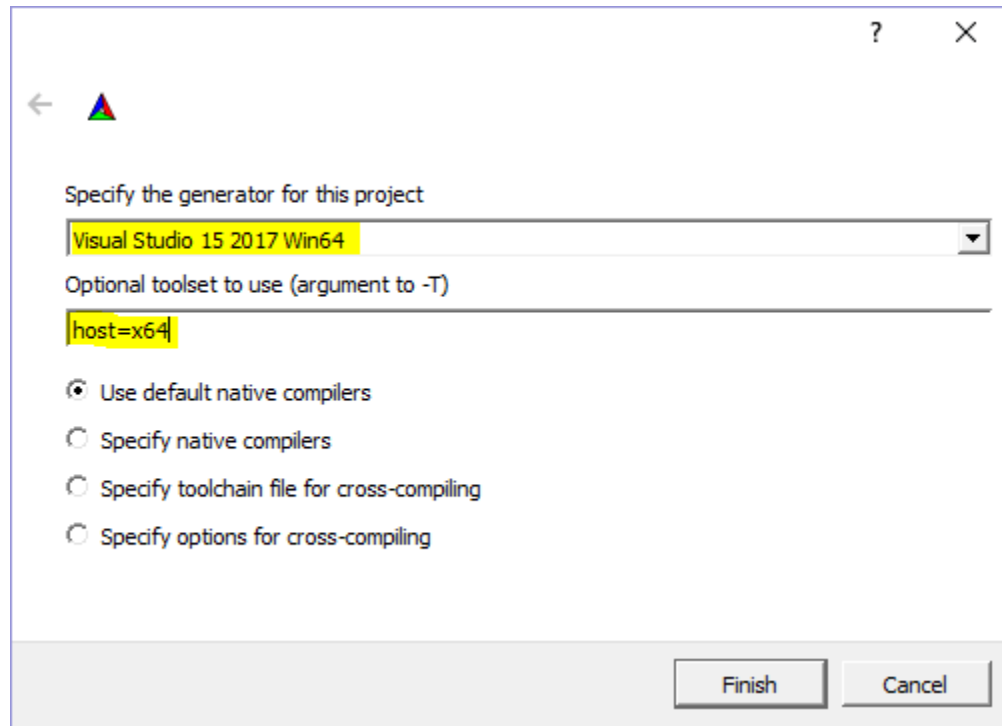 ?
Specify the generator for this project
Visual Studio 15 2017 Win64
Optional toolset to use (argument to -T)
host=x64
Use default native compilers
Specify native compilers
Specify toolchain file for cross-compiling
Specify options for cross-compiling
Finish Cancel